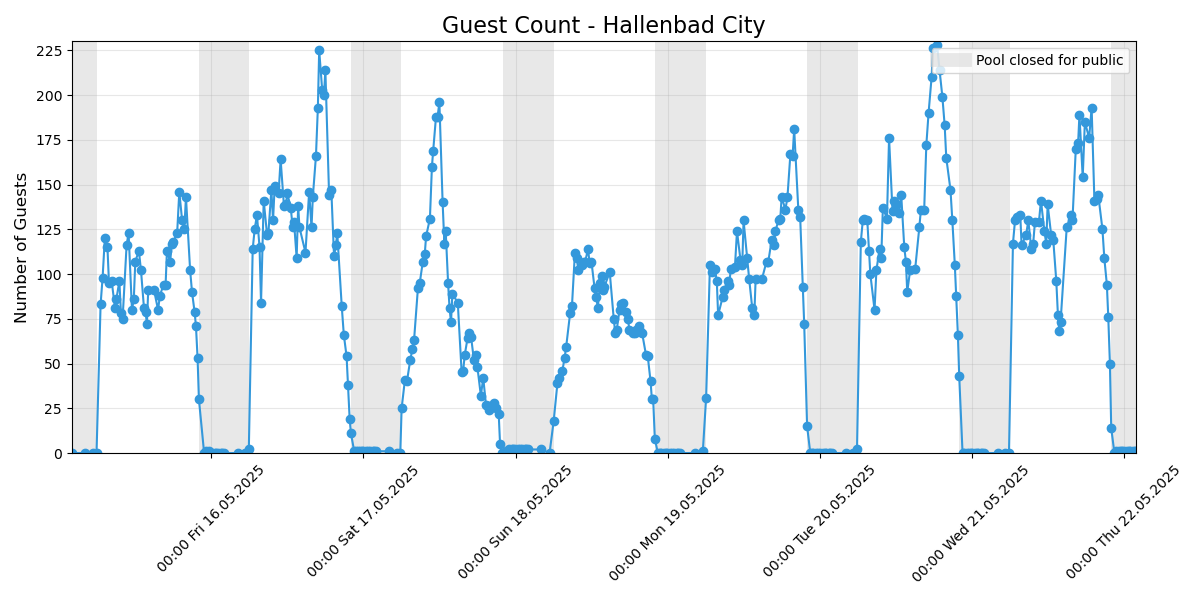 Guest Count - Hallenbad City
Pool closed for public
Number of Guests
225
200
175
150
125
100
75
50
25
0
00:00 Fri 16.05.2025
00:00 Sat 17.05.2025
00:00 Sun 18.05.2025
00:00 Mon 19.05.2025
00:00 Tue 20.05.2025
00:00 Wed 21.05.2025
00:00 Thu 22.05.2025